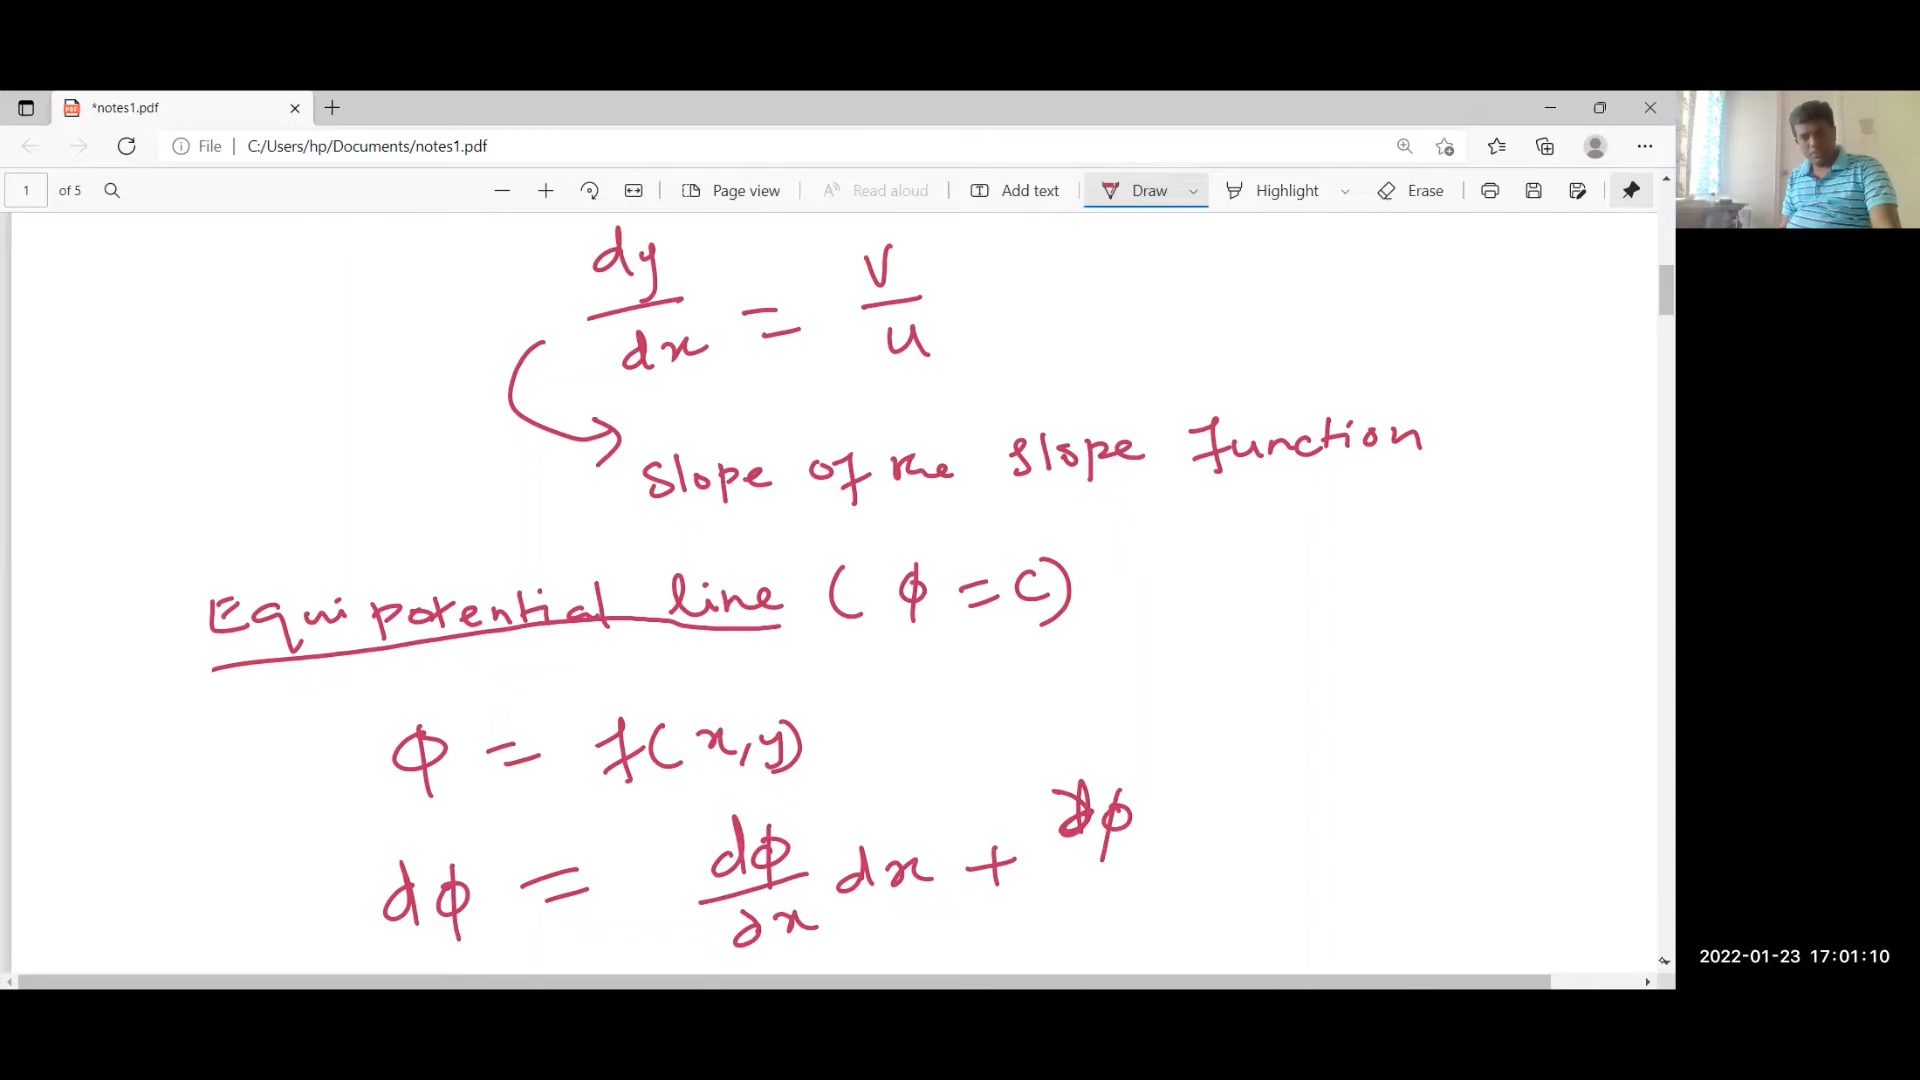 *notes1.pdf
File C:/Users/hp/Documents/notes1.pdf
1 of 5 Page view Read aloud Add text Draw Highlight Erase
dy/dx = v/u
slope of the slope function
Equipotential line (ϕ = c)
ϕ = f(x,y)
dϕ = dϕ/∂x dx + ∂ϕ
2022-01-23 17:01:10